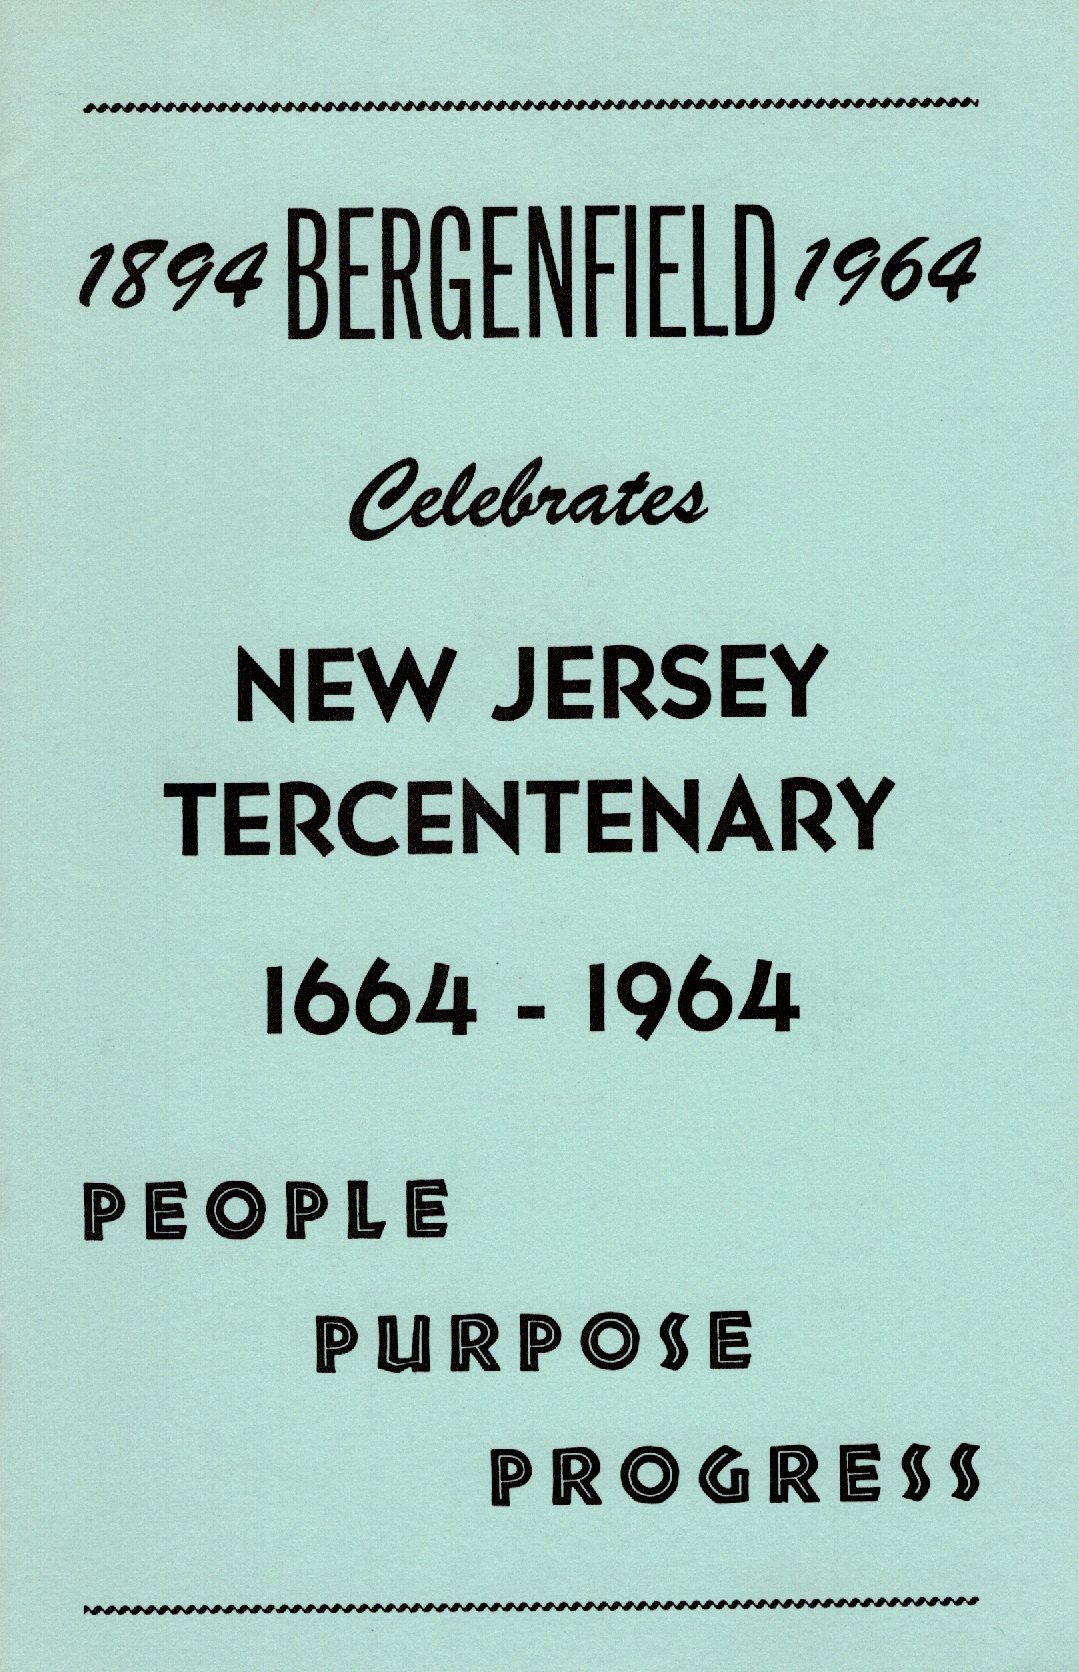 1894 BERGENFIELD 1964
Celebrates
NEW JERSEY
TERCENTENARY
1664 - 1964
PEOPLE
PURPOSE
PROGRESS